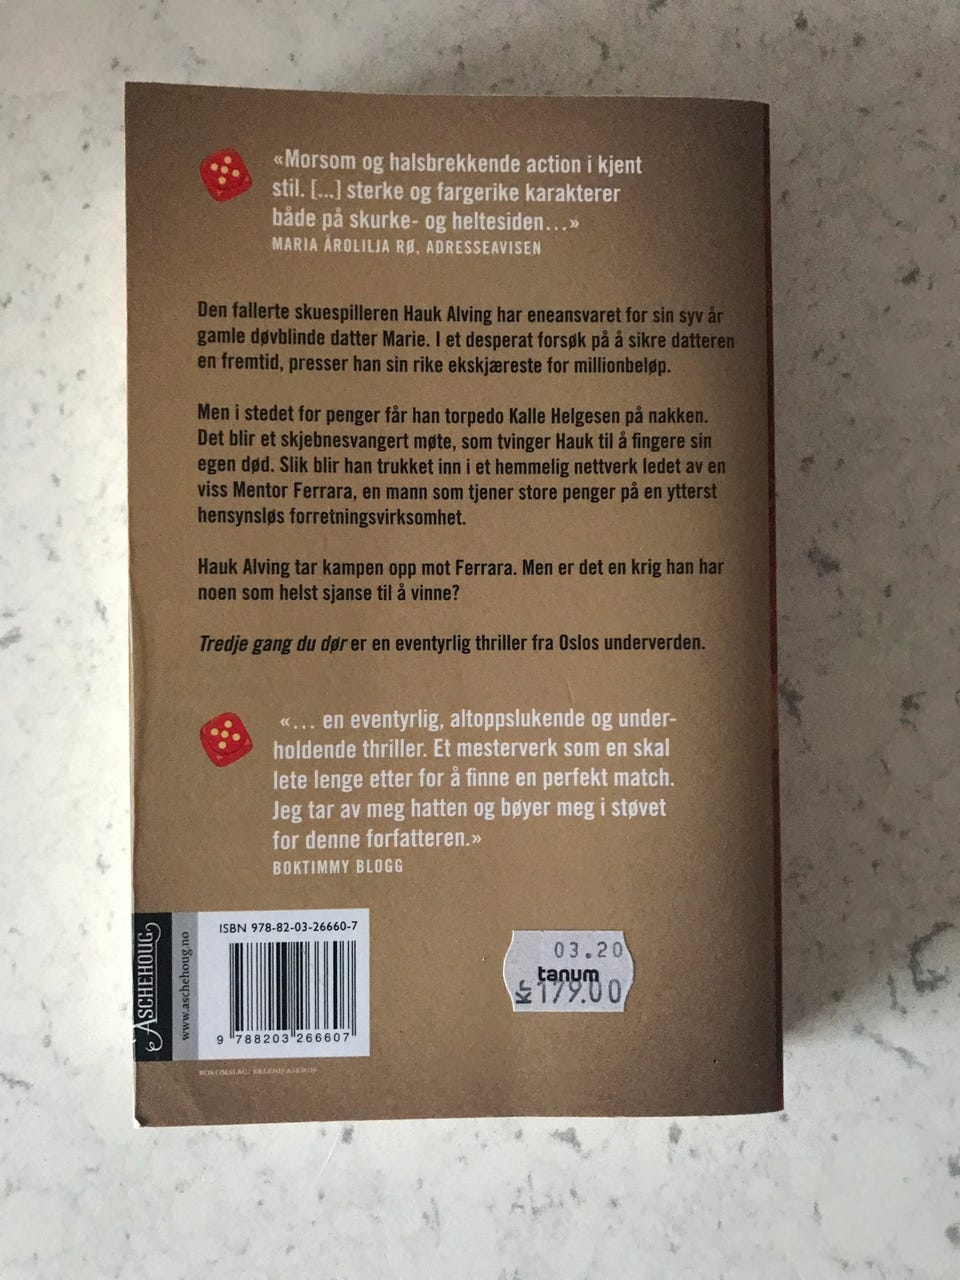 «Morsom og halsbrekkende action i kjent
stil. [...] sterke og fargerike karakterer
både på skurke- og heltesiden...»
MARIA ÅROLILJA RØ, ADRESSEAVISEN
Den fallerte skuespilleren Hauk Alving har eneansvaret for sin syv år
gamle døvblinde datter Marie. I et desperat forsøk på å sikre datteren
en fremtid, presser han sin rike ekskjæreste for millionbeløp.
Men i stedet for penger får han torpedo Kalle Helgesen på nakken.
Det blir et skjebnesvangert møte, som tvinger Hauk til å fingere sin
egen død. Slik blir han trukket inn i et hemmelig nettverk ledet av en
viss Mentor Ferrara, en mann som tjener store penger på en ytterst
hensynsløs forretningsvirksomhet.
Hauk Alving tar kampen opp mot Ferrara. Men er det en krig han har
noen som helst sjanse til å vinne?
Tredje gang du dør er en eventyrlig thriller fra Oslos underverden.
«... en eventyrlig, altoppslukende og under-
holdende thriller. Et mesterverk som en skal
lete lenge etter for å finne en perfekt match.
Jeg tar av meg hatten og bøyer meg i støvet
for denne forfatteren.»
BOKTIMMY BLOGG
ASCHEHOUG
www.aschehoug.no
ISBN 978-82-03-26660-7
9 788203 266607
03.20
tanum
Kr 179.00
BOKOMSLAG: ERLEND ASKHOV